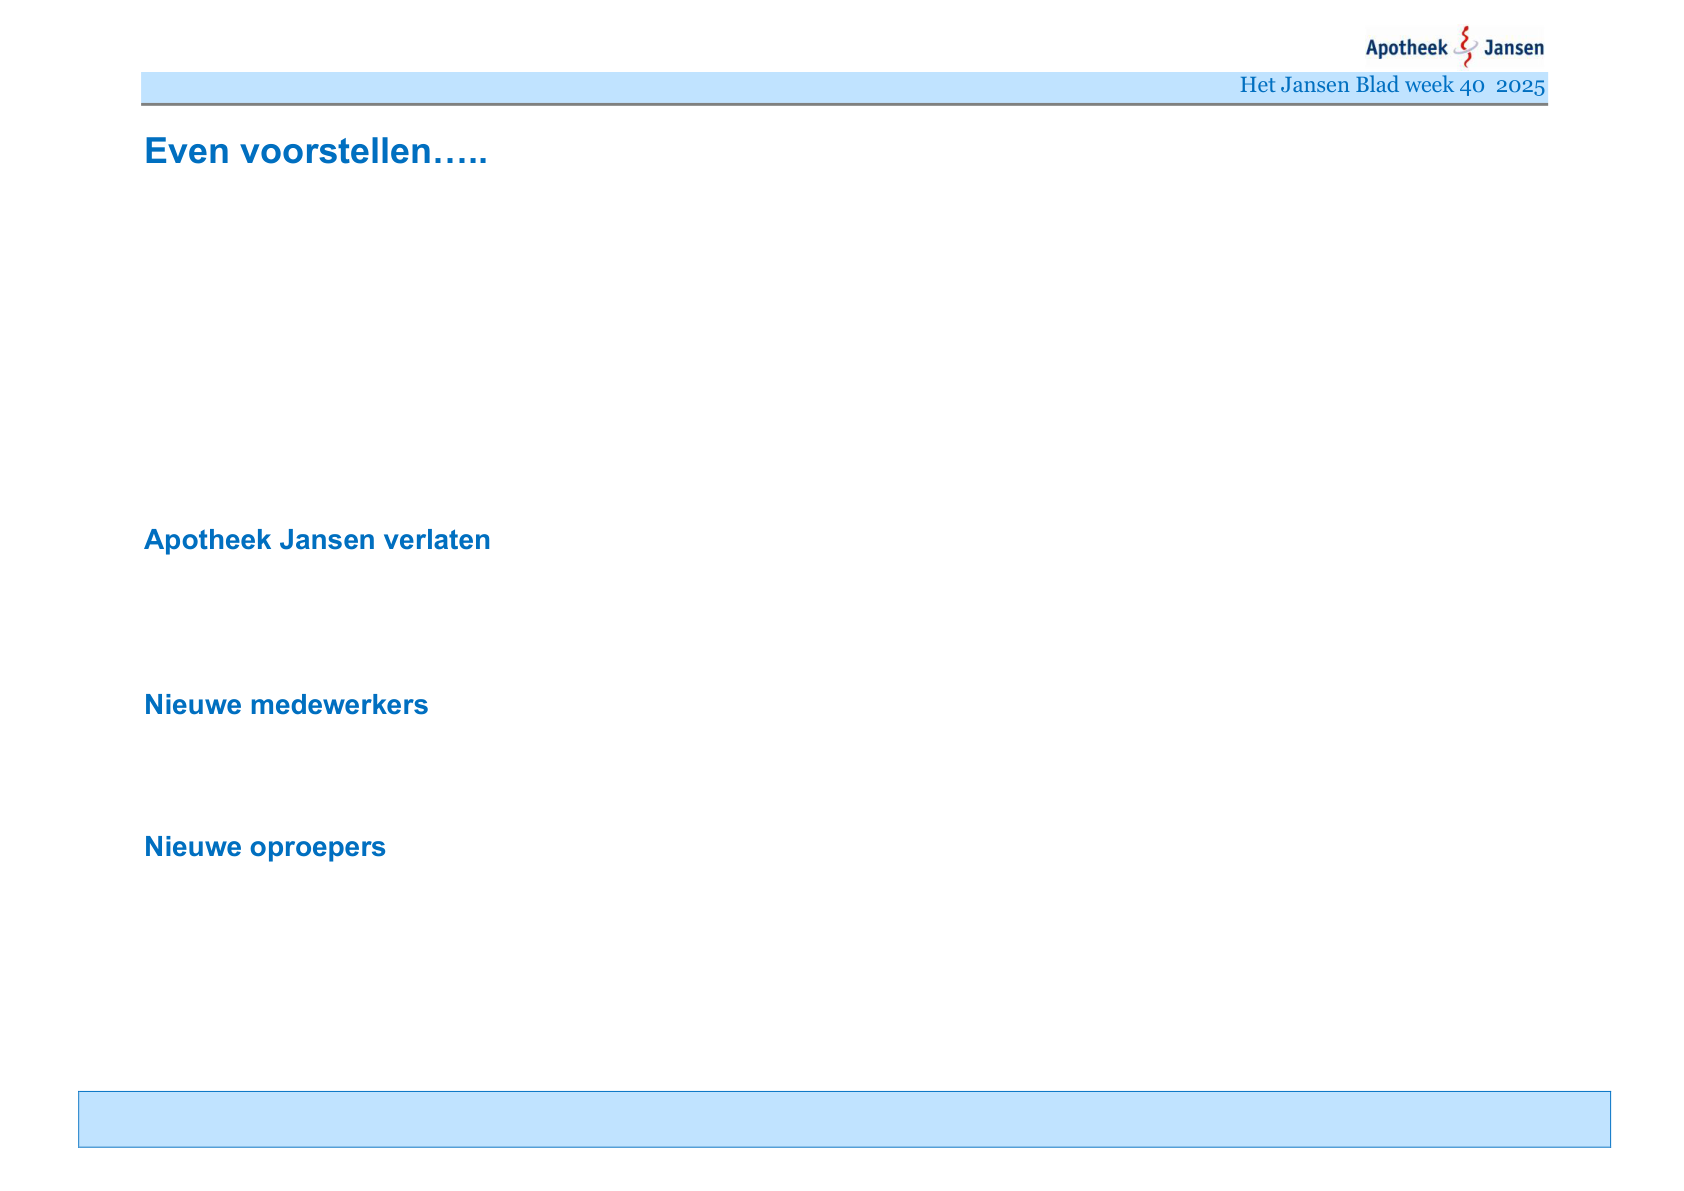 Apotheek Jansen
Het Jansen Blad week 40  2025
Even voorstellen…..
Apotheek Jansen verlaten
Nieuwe medewerkers
Nieuwe oproepers